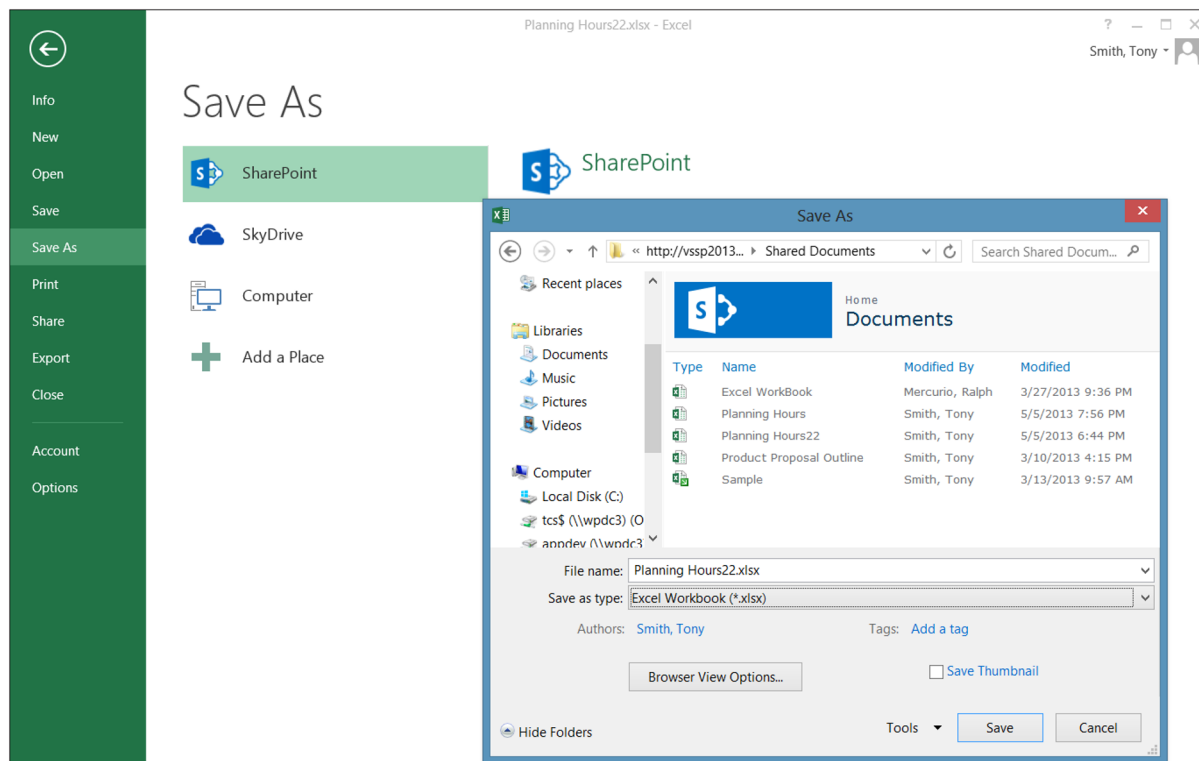 Planning Hours22.xlsx - Excel
?
Smith, Tony
Info
New
Open
Save
Save As
Print
Share
Export
Close
Account
Options
Save As
SharePoint
SkyDrive
Computer
Add a Place
SharePoint
Save As
« http://vssp2013... Shared Documents
Search Shared Docum...
Recent places
Libraries
Documents
Music
Pictures
Videos
Computer
Local Disk (C:)
tcs$ (\\wpdc3) (O
appdev (\\wpdc3
S
Home
Documents
Type Name Modified By Modified
Excel WorkBook Mercurio, Ralph 3/27/2013 9:36 PM
Planning Hours Smith, Tony 5/5/2013 7:56 PM
Planning Hours22 Smith, Tony 5/5/2013 6:44 PM
Product Proposal Outline Smith, Tony 3/10/2013 4:15 PM
Sample Smith, Tony 3/13/2013 9:57 AM
File name: Planning Hours22.xlsx
Save as type: Excel Workbook (*.xlsx)
Authors: Smith, Tony Tags: Add a tag
Browser View Options...
Save Thumbnail
Hide Folders
Tools Save Cancel